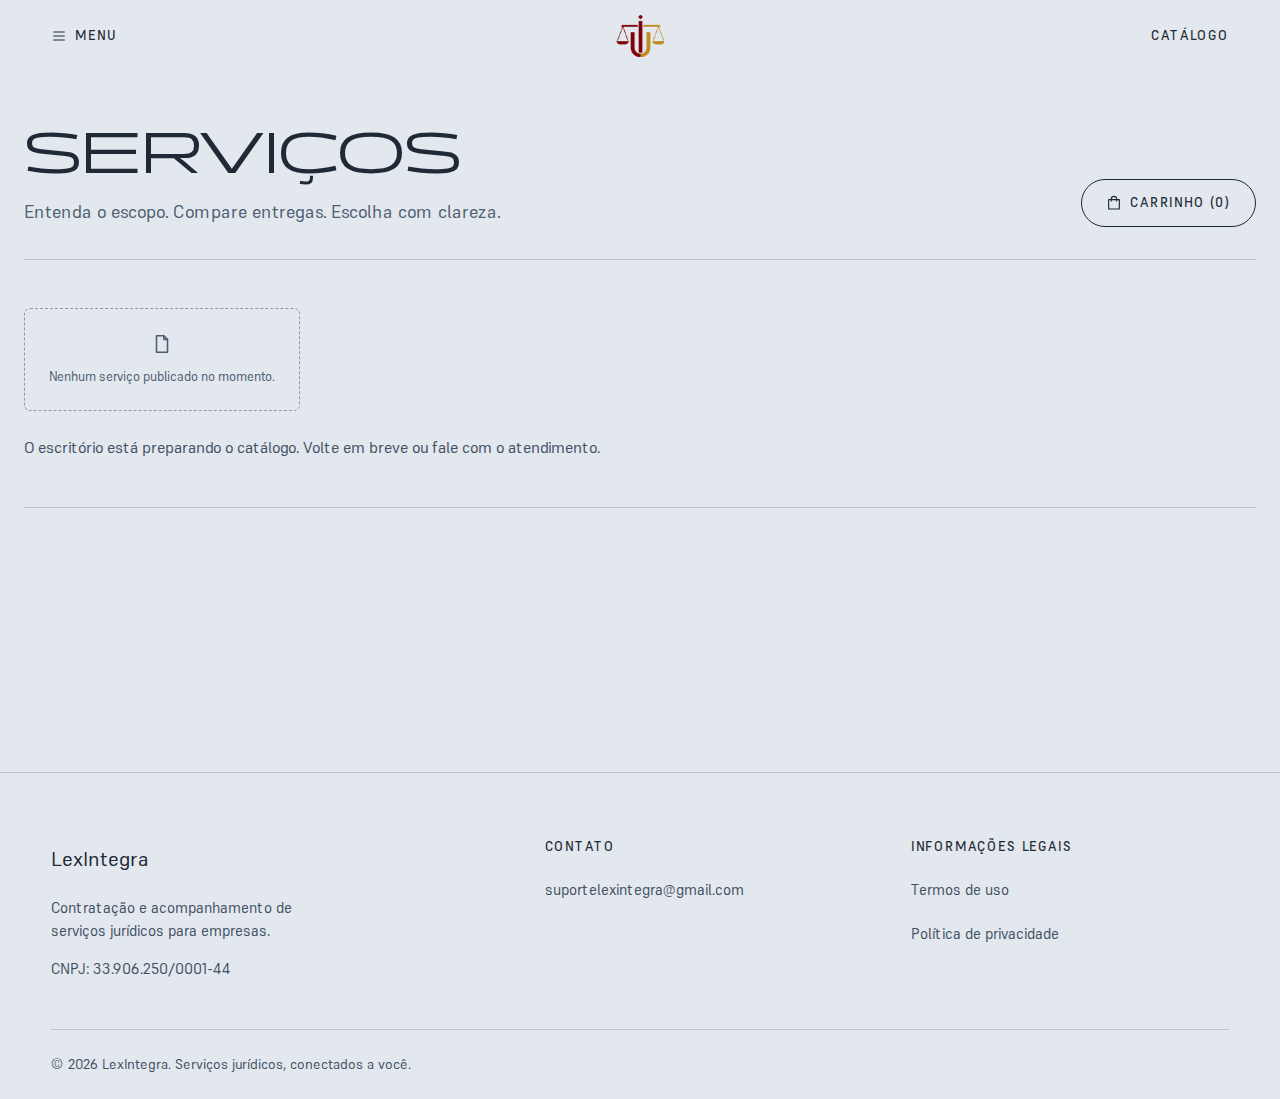 MENU
CATÁLOGO
SERVIÇOS
Entenda o escopo. Compare entregas. Escolha com clareza.
CARRINHO (0)
Nenhum serviço publicado no momento.
O escritório está preparando o catálogo. Volte em breve ou fale com o atendimento.
LexIntegra
Contratação e acompanhamento de
serviços jurídicos para empresas.
CNPJ: 33.906.250/0001-44
CONTATO
suportelexintegra@gmail.com
INFORMAÇÕES LEGAIS
Termos de uso
Política de privacidade
© 2026 LexIntegra. Serviços jurídicos, conectados a você.